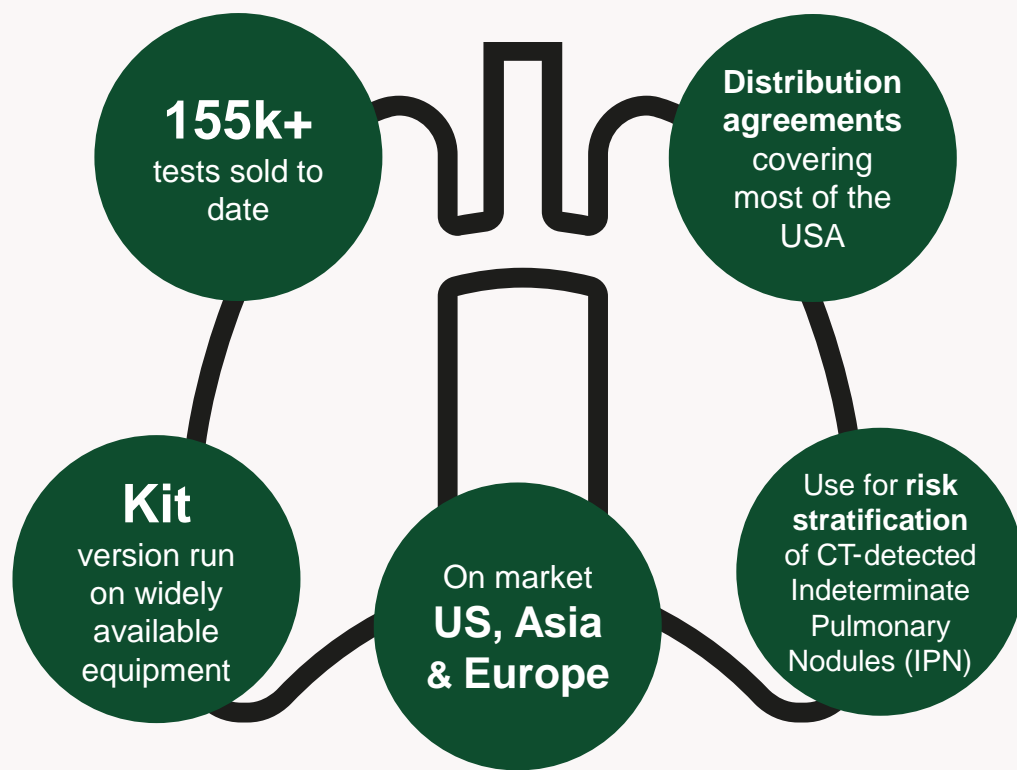 155k+
tests sold to
date
Distribution
agreements
covering
most of the
USA
Kit
version run
on widely
available
equipment
On market
US, Asia
& Europe
Use for risk
stratification
of CT-detected
Indeterminate
Pulmonary
Nodules (IPN)